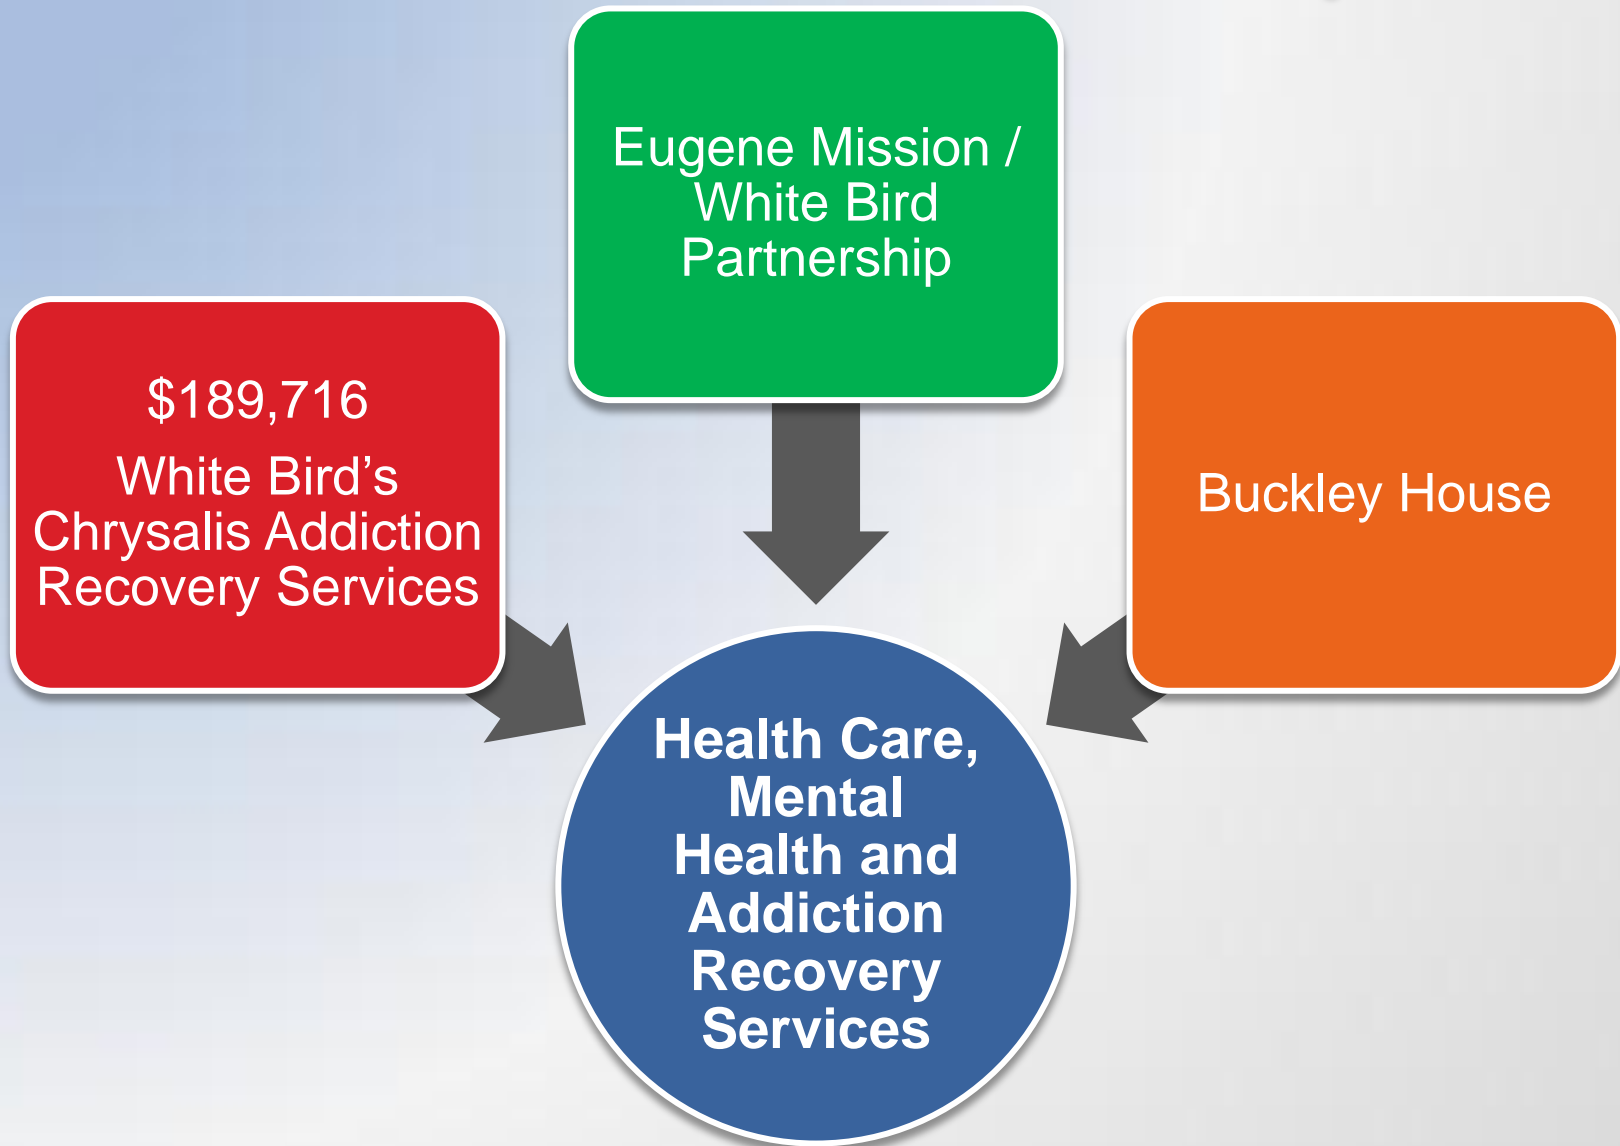 Eugene Mission /
White Bird
Partnership
$189,716
White Bird’s
Chrysalis Addiction
Recovery Services
Buckley House
Health Care,
Mental
Health and
Addiction
Recovery
Services